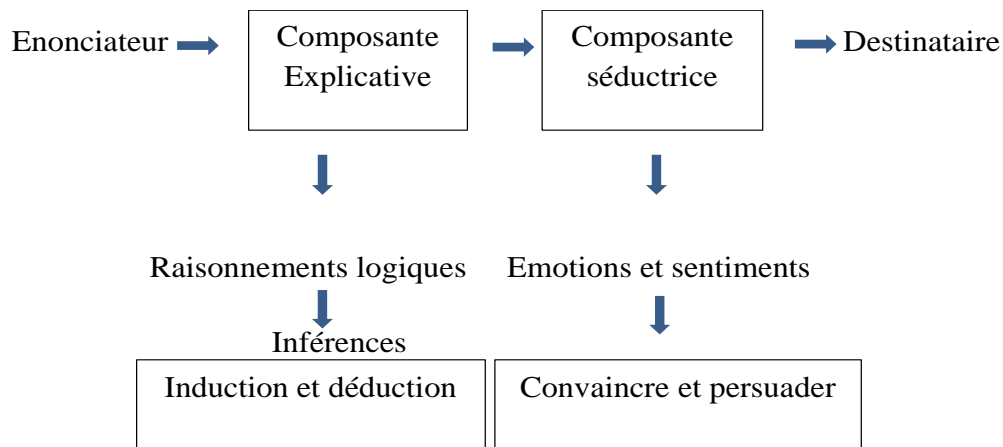 Enonciateur
Composante
Explicative
Composante
séductrice
Destinataire
Raisonnements logiques
Emotions et sentiments
Inférences
Induction et déduction
Convaincre et persuader